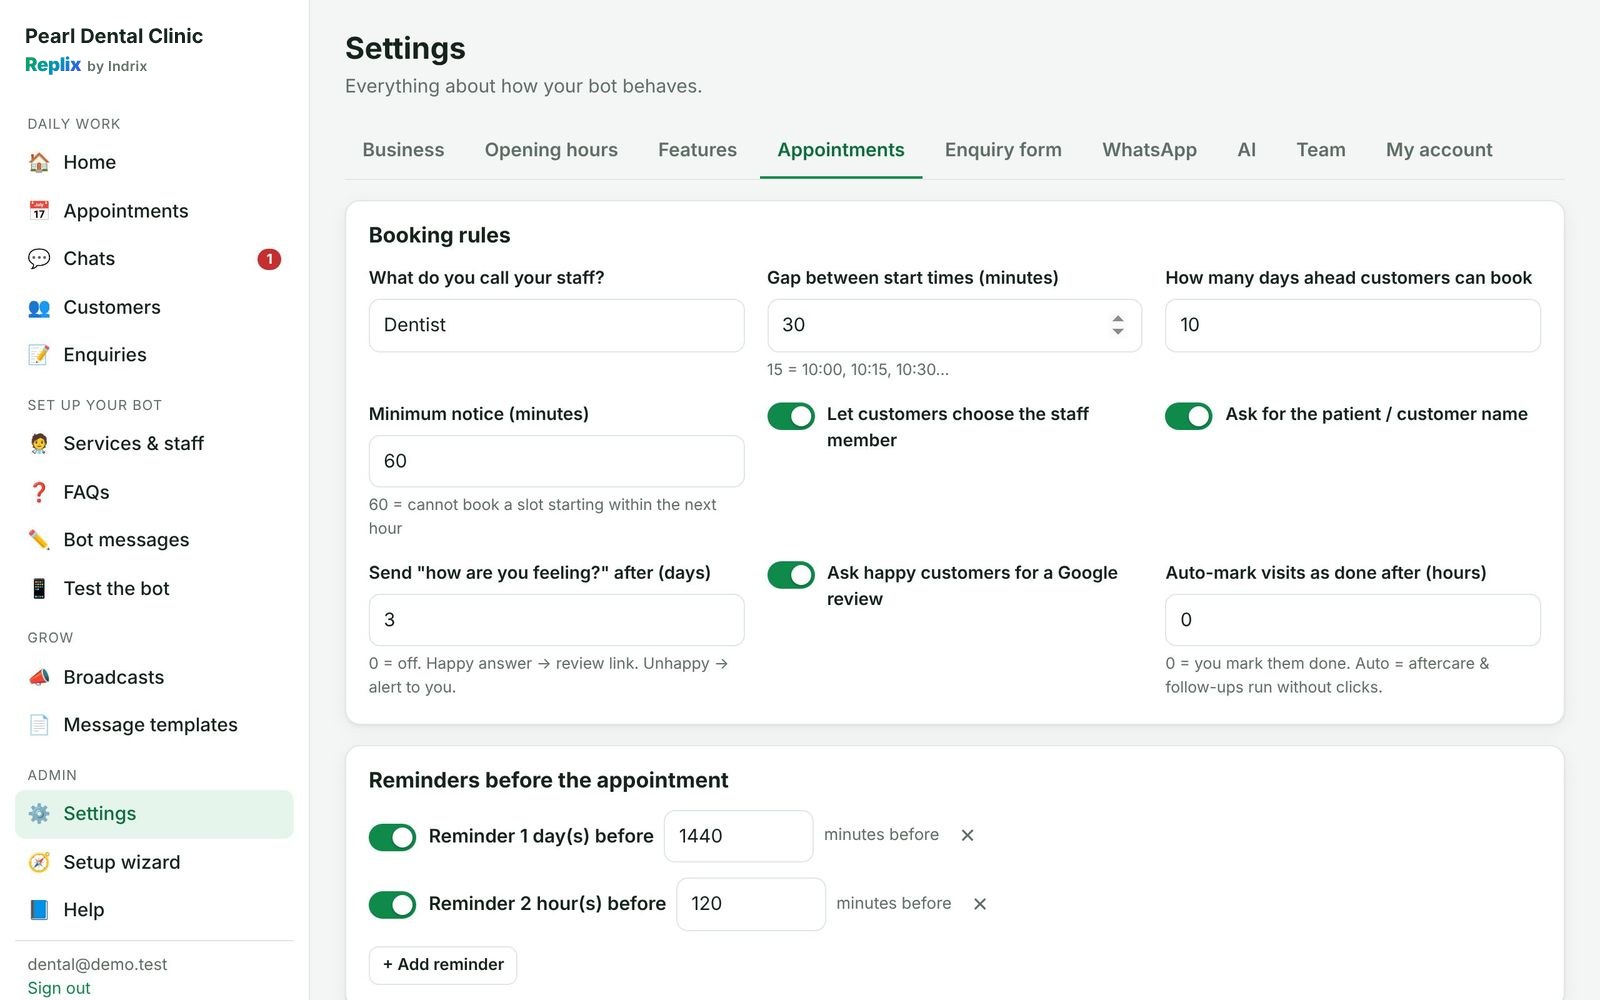 Pearl Dental Clinic
Replix by Indrix
DAILY WORK
Home
Appointments
Chats 1
Customers
Enquiries
SET UP YOUR BOT
Services & staff
FAQs
Bot messages
Test the bot
GROW
Broadcasts
Message templates
ADMIN
Settings
Setup wizard
Help
dental@demo.test
Sign out
Settings
Everything about how your bot behaves.
Business Opening hours Features Appointments Enquiry form WhatsApp AI Team My account
Booking rules
What do you call your staff?
Dentist
Gap between start times (minutes)
30
15 = 10:00, 10:15, 10:30...
How many days ahead customers can book
10
Minimum notice (minutes)
60
60 = cannot book a slot starting within the next
hour
Let customers choose the staff
member
Ask for the patient / customer name
Send "how are you feeling?" after (days)
3
0 = off. Happy answer → review link. Unhappy →
alert to you.
Ask happy customers for a Google
review
Auto-mark visits as done after (hours)
0
0 = you mark them done. Auto = aftercare &
follow-ups run without clicks.
Reminders before the appointment
Reminder 1 day(s) before 1440 minutes before ✕
Reminder 2 hour(s) before 120 minutes before ✕
+ Add reminder